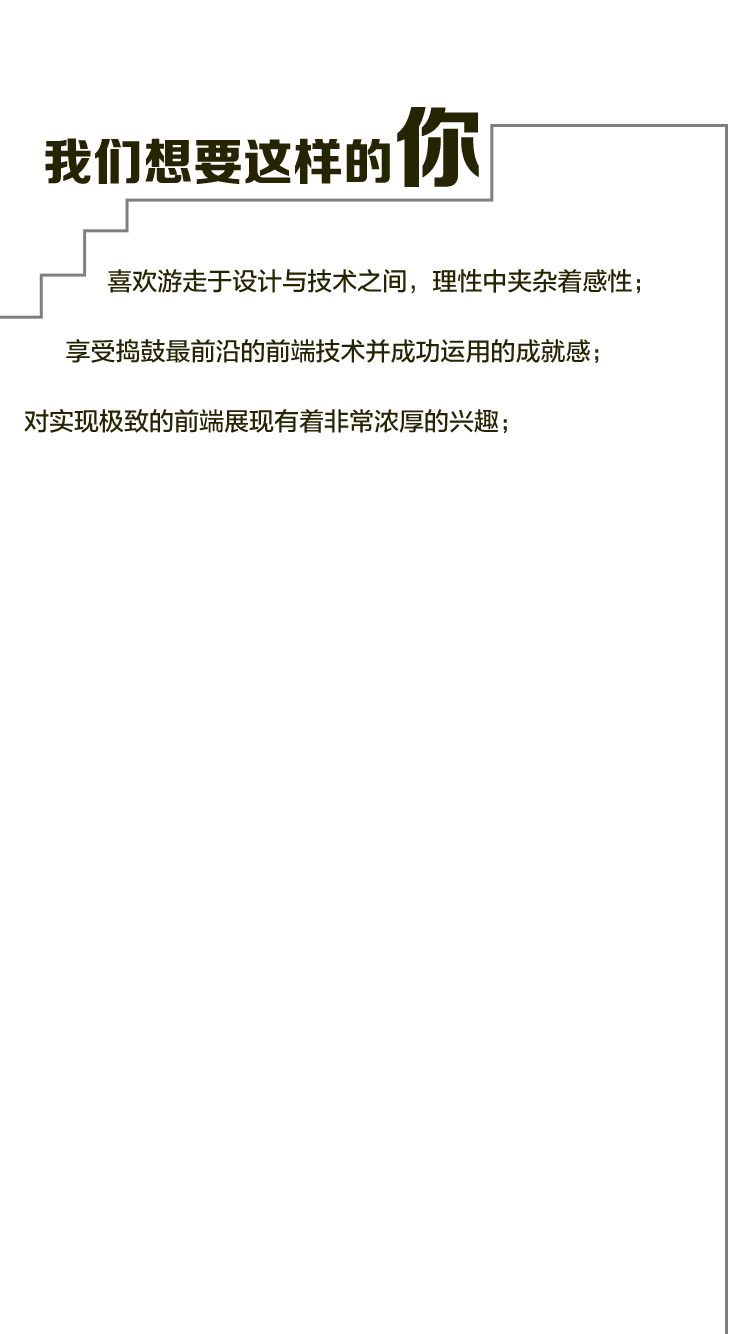 我们想要这样的你
喜欢游走于设计与技术之间，理性中夹杂着感性；
享受捣鼓最前沿的前端技术并成功运用的成就感；
对实现极致的前端展现有着非常浓厚的兴趣；